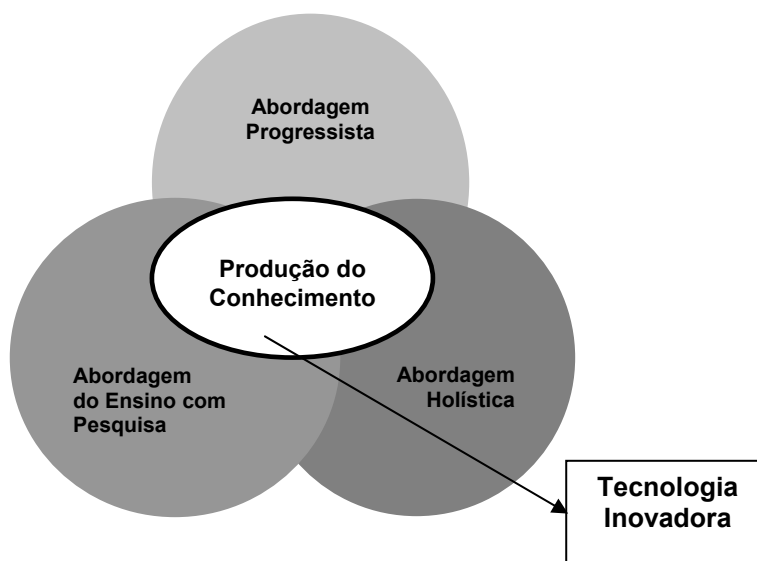 Abordagem
Progressista
Produção do
Conhecimento
Abordagem
do Ensino com
Pesquisa
Abordagem
Holística
Tecnologia
Inovadora